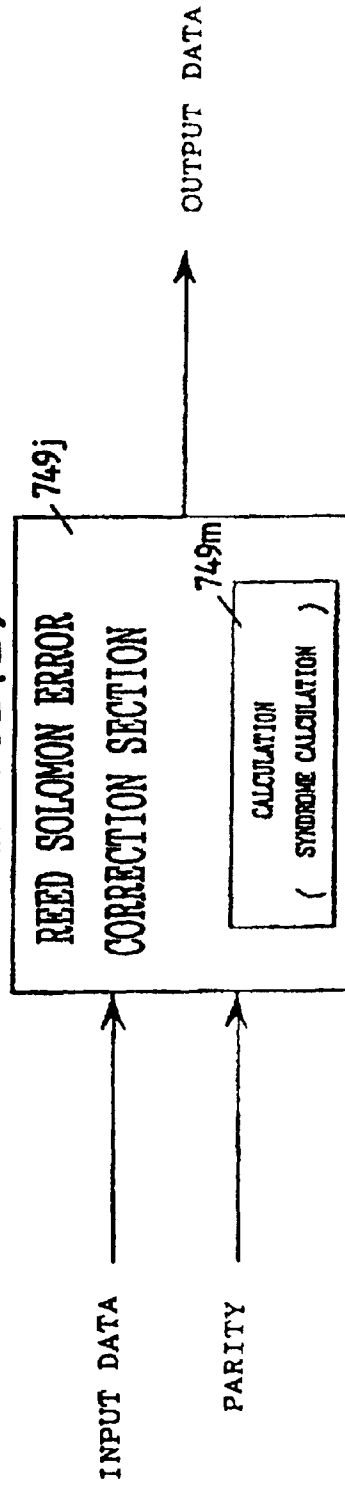 749j
REED SOLOMON ERROR
CORRECTION SECTION
749m
CALCULATION
( SYNDROME CALCULATION )
INPUT DATA
PARITY
OUTPUT DATA